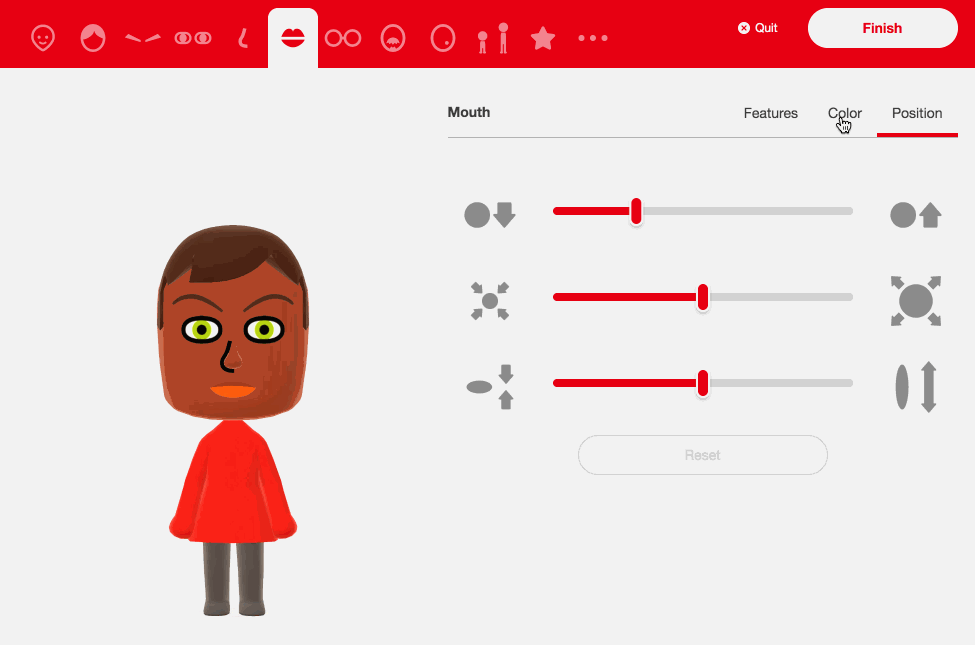 Quit
Finish
Mouth
Features
Color
Position
Reset